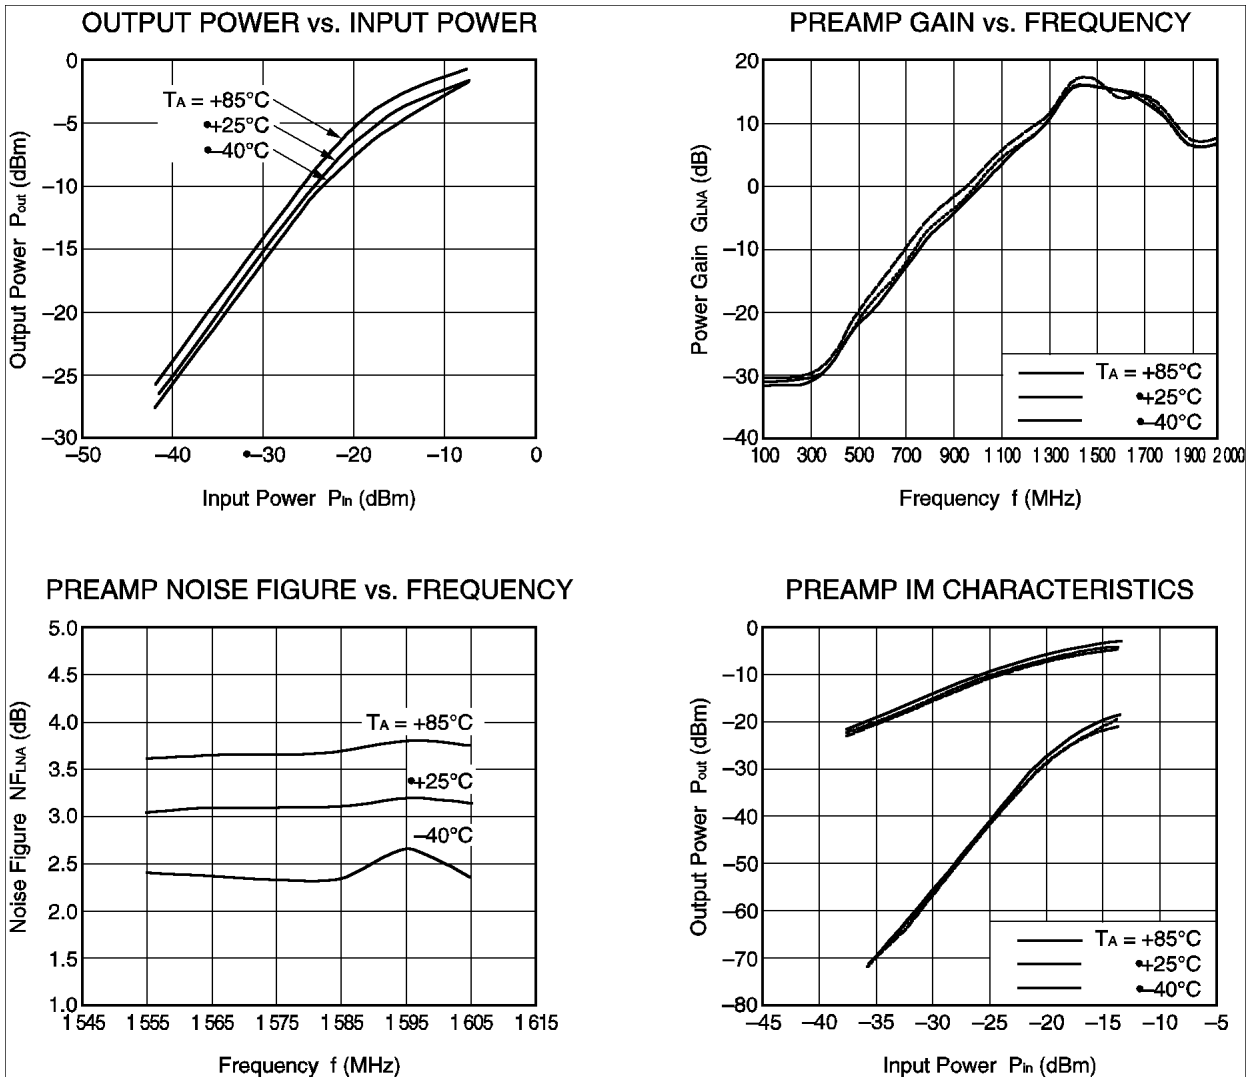 OUTPUT POWER vs. INPUT POWER
0
–5
–10
–15
–20
–25
–30
Output Power Pout (dBm)
TA = +85°C
+25°C
–40°C
–50 –40 –30 –20 –10 0
Input Power Pin (dBm)
PREAMP GAIN vs. FREQUENCY
20
10
0
–10
–20
–30
–40
Power Gain GLNA (dB)
TA = +85°C
+25°C
–40°C
100 300 500 700 900 1 100 1 300 1 500 1 700 1 900 2 000
Frequency f (MHz)
PREAMP NOISE FIGURE vs. FREQUENCY
5.0
4.5
4.0
3.5
3.0
2.5
2.0
1.5
1.0
Noise Figure NFLNA (dB)
TA = +85°C
+25°C
–40°C
1 545 1 555 1 565 1 575 1 585 1 595 1 605 1 615
Frequency f (MHz)
PREAMP IM CHARACTERISTICS
0
–10
–20
–30
–40
–50
–60
–70
–80
Output Power Pout (dBm)
TA = +85°C
+25°C
–40°C
–45 –40 –35 –30 –25 –20 –15 –10 –5
Input Power Pin (dBm)